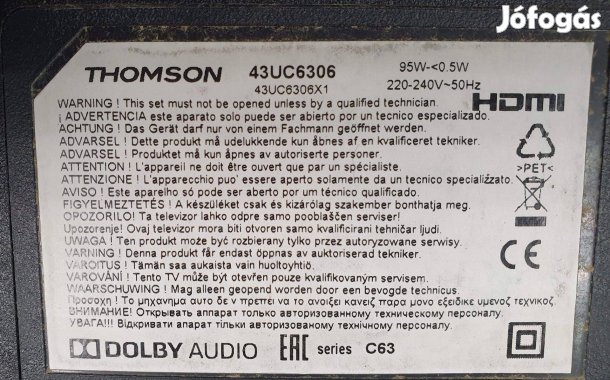 Jófogás
THOMSON 43UC6306 95W-<0.5W
43UC6306X1 220-240V~50Hz
HDMI
WARNING ! This set must not be opened unless by a qualified technician.
¡ ADVERTENCIA este aparato solo puede ser abierto por un tecnico especializado.
ACHTUNG ! Das Gerät darf nur von einem Fachmann geöffnet werden.
ADVARSEL ! Dette produkt må udelukkende kun åbnes af en kvalificeret tekniker.
ADVARSEL ! Produktet må kun åpnes av autoriserte personer.
ATTENTION ! L'appareil ne doit être ouvert que par un spécialiste.
ATTENZIONE ! L'apparecchio puo' essere aperto solamente da un tecnico specializzato.
AVISO ! Este aparelho só pode ser aberto por um técnico qualificado.
FIGYELMEZTETÉS ! A készüléket csak és kizárólag szakember bonthatja meg.
OPOZORILO! Ta televizor lahko odpre samo pooblaščen serviser!
Upozorenje! Ovaj televizor mora biti otvoren samo kvalificirani tehničar ljudi.
UWAGA ! Ten produkt może być rozbierany tylko przez autoryzowane serwisy.
VARNING ! Denna produkt får endast öppnas av auktoriserad tekniker.
VAROITUS ! Tämän saa aukaista vain huoltoyhtiö.
VAROVÁNÍ ! Tento TV může být otevřen pouze kvalifikovaným servisem.
WAARSCHUWING ! Mag alleen geopend worden door een bevoegde technicus.
Προσοχη ! Το μηχανημα αυτο δε ν πρεπει να το ανοιξει κανεις παρα μονο εξειδικε υμενος τεχνικος.
ВНИМАНИЕ! Открывать аппарат только авторизованному техническому персоналу.
УВАГА!!! Відкривати апарат тільки авторизованому технічному персоналу.
>PET<
CE
DOLBY AUDIO EAC series C63